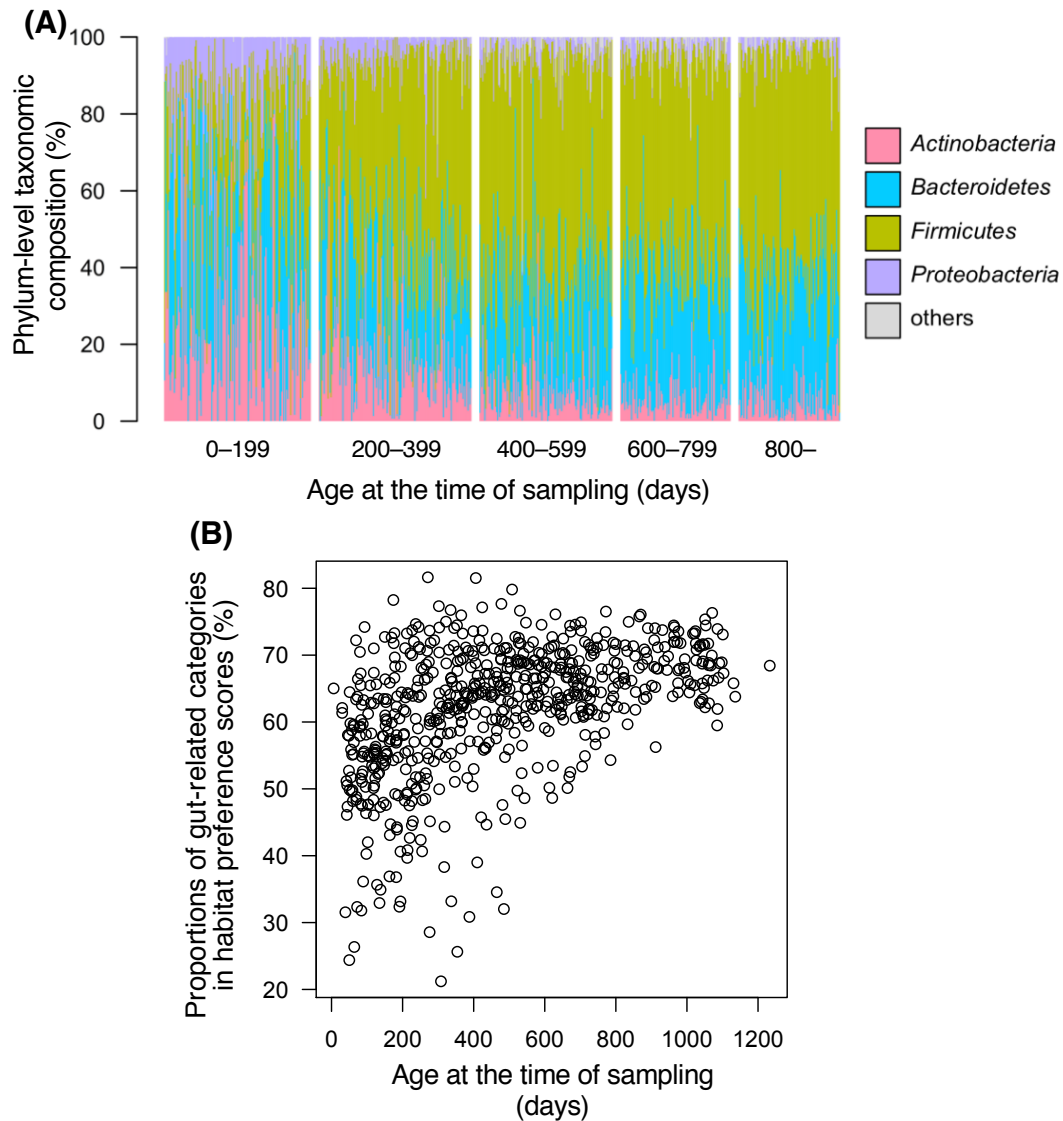 (A)
Phylum-level taxonomic
composition (%)
100
80
60
40
20
0
0–199
200–399
400–599
600–799
800–
Age at the time of sampling (days)
Actinobacteria
Bacteroidetes
Firmicutes
Proteobacteria
others
(B)
Proportions of gut-related categories
in habitat preference scores (%)
80
70
60
50
40
30
20
0
200
400
600
800
1000
1200
Age at the time of sampling
(days)